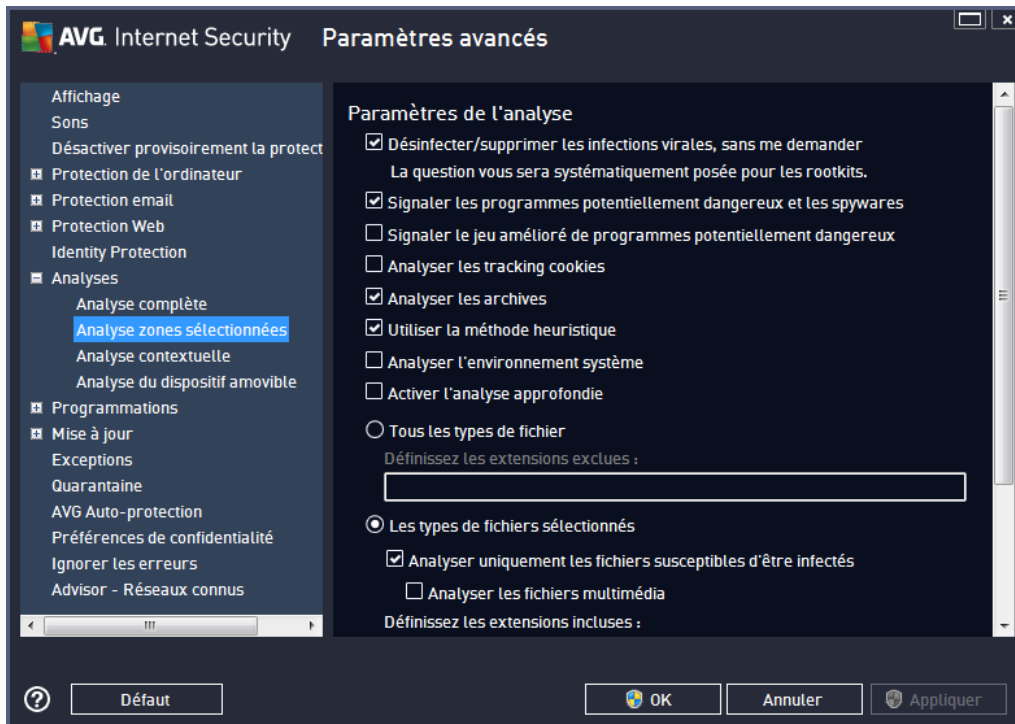 AVG. Internet Security Paramètres avancés
Affichage
Sons
Désactiver provisoirement la protect
Protection de l'ordinateur
Protection email
Protection Web
Identity Protection
Analyses
Analyse complète
Analyse zones sélectionnées
Analyse contextuelle
Analyse du dispositif amovible
Programmations
Mise à jour
Exceptions
Quarantaine
AVG Auto-protection
Préférences de confidentialité
Ignorer les erreurs
Advisor - Réseaux connus
Paramètres de l'analyse
Désinfecter/supprimer les infections virales, sans me demander
La question vous sera systématiquement posée pour les rootkits.
Signaler les programmes potentiellement dangereux et les spywares
Signaler le jeu amélioré de programmes potentiellement dangereux
Analyser les tracking cookies
Analyser les archives
Utiliser la méthode heuristique
Analyser l'environnement système
Activer l'analyse approfondie
Tous les types de fichier
Définissez les extensions exclues :
Les types de fichiers sélectionnés
Analyser uniquement les fichiers susceptibles d'être infectés
Analyser les fichiers multimédia
Définissez les extensions incluses :
? Défaut OK Annuler Appliquer